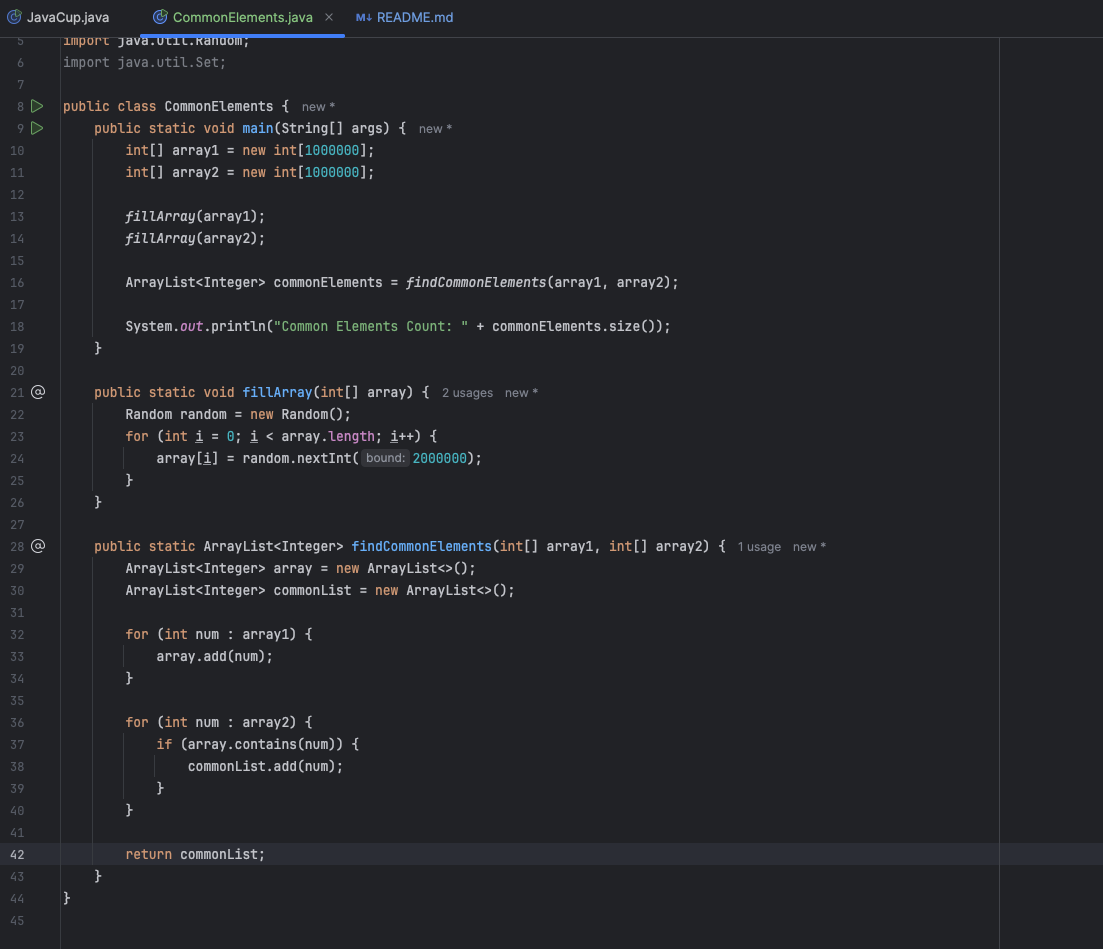 JavaCup.java CommonElements.java × M↓ README.md
5 import java.util.Random;
6 import java.util.Set;
7
8 public class CommonElements { new *
9 public static void main(String[] args) { new *
10 int[] array1 = new int[1000000];
11 int[] array2 = new int[1000000];
12
13 fillArray(array1);
14 fillArray(array2);
15
16 ArrayList<Integer> commonElements = findCommonElements(array1, array2);
17
18 System.out.println("Common Elements Count: " + commonElements.size());
19 }
20
21 public static void fillArray(int[] array) { 2 usages new *
22 Random random = new Random();
23 for (int i = 0; i < array.length; i++) {
24 array[i] = random.nextInt( bound: 2000000);
25 }
26 }
27
28 public static ArrayList<Integer> findCommonElements(int[] array1, int[] array2) { 1 usage new *
29 ArrayList<Integer> array = new ArrayList<>();
30 ArrayList<Integer> commonList = new ArrayList<>();
31
32 for (int num : array1) {
33 array.add(num);
34 }
35
36 for (int num : array2) {
37 if (array.contains(num)) {
38 commonList.add(num);
39 }
40 }
41
42 return commonList;
43 }
44 }
45